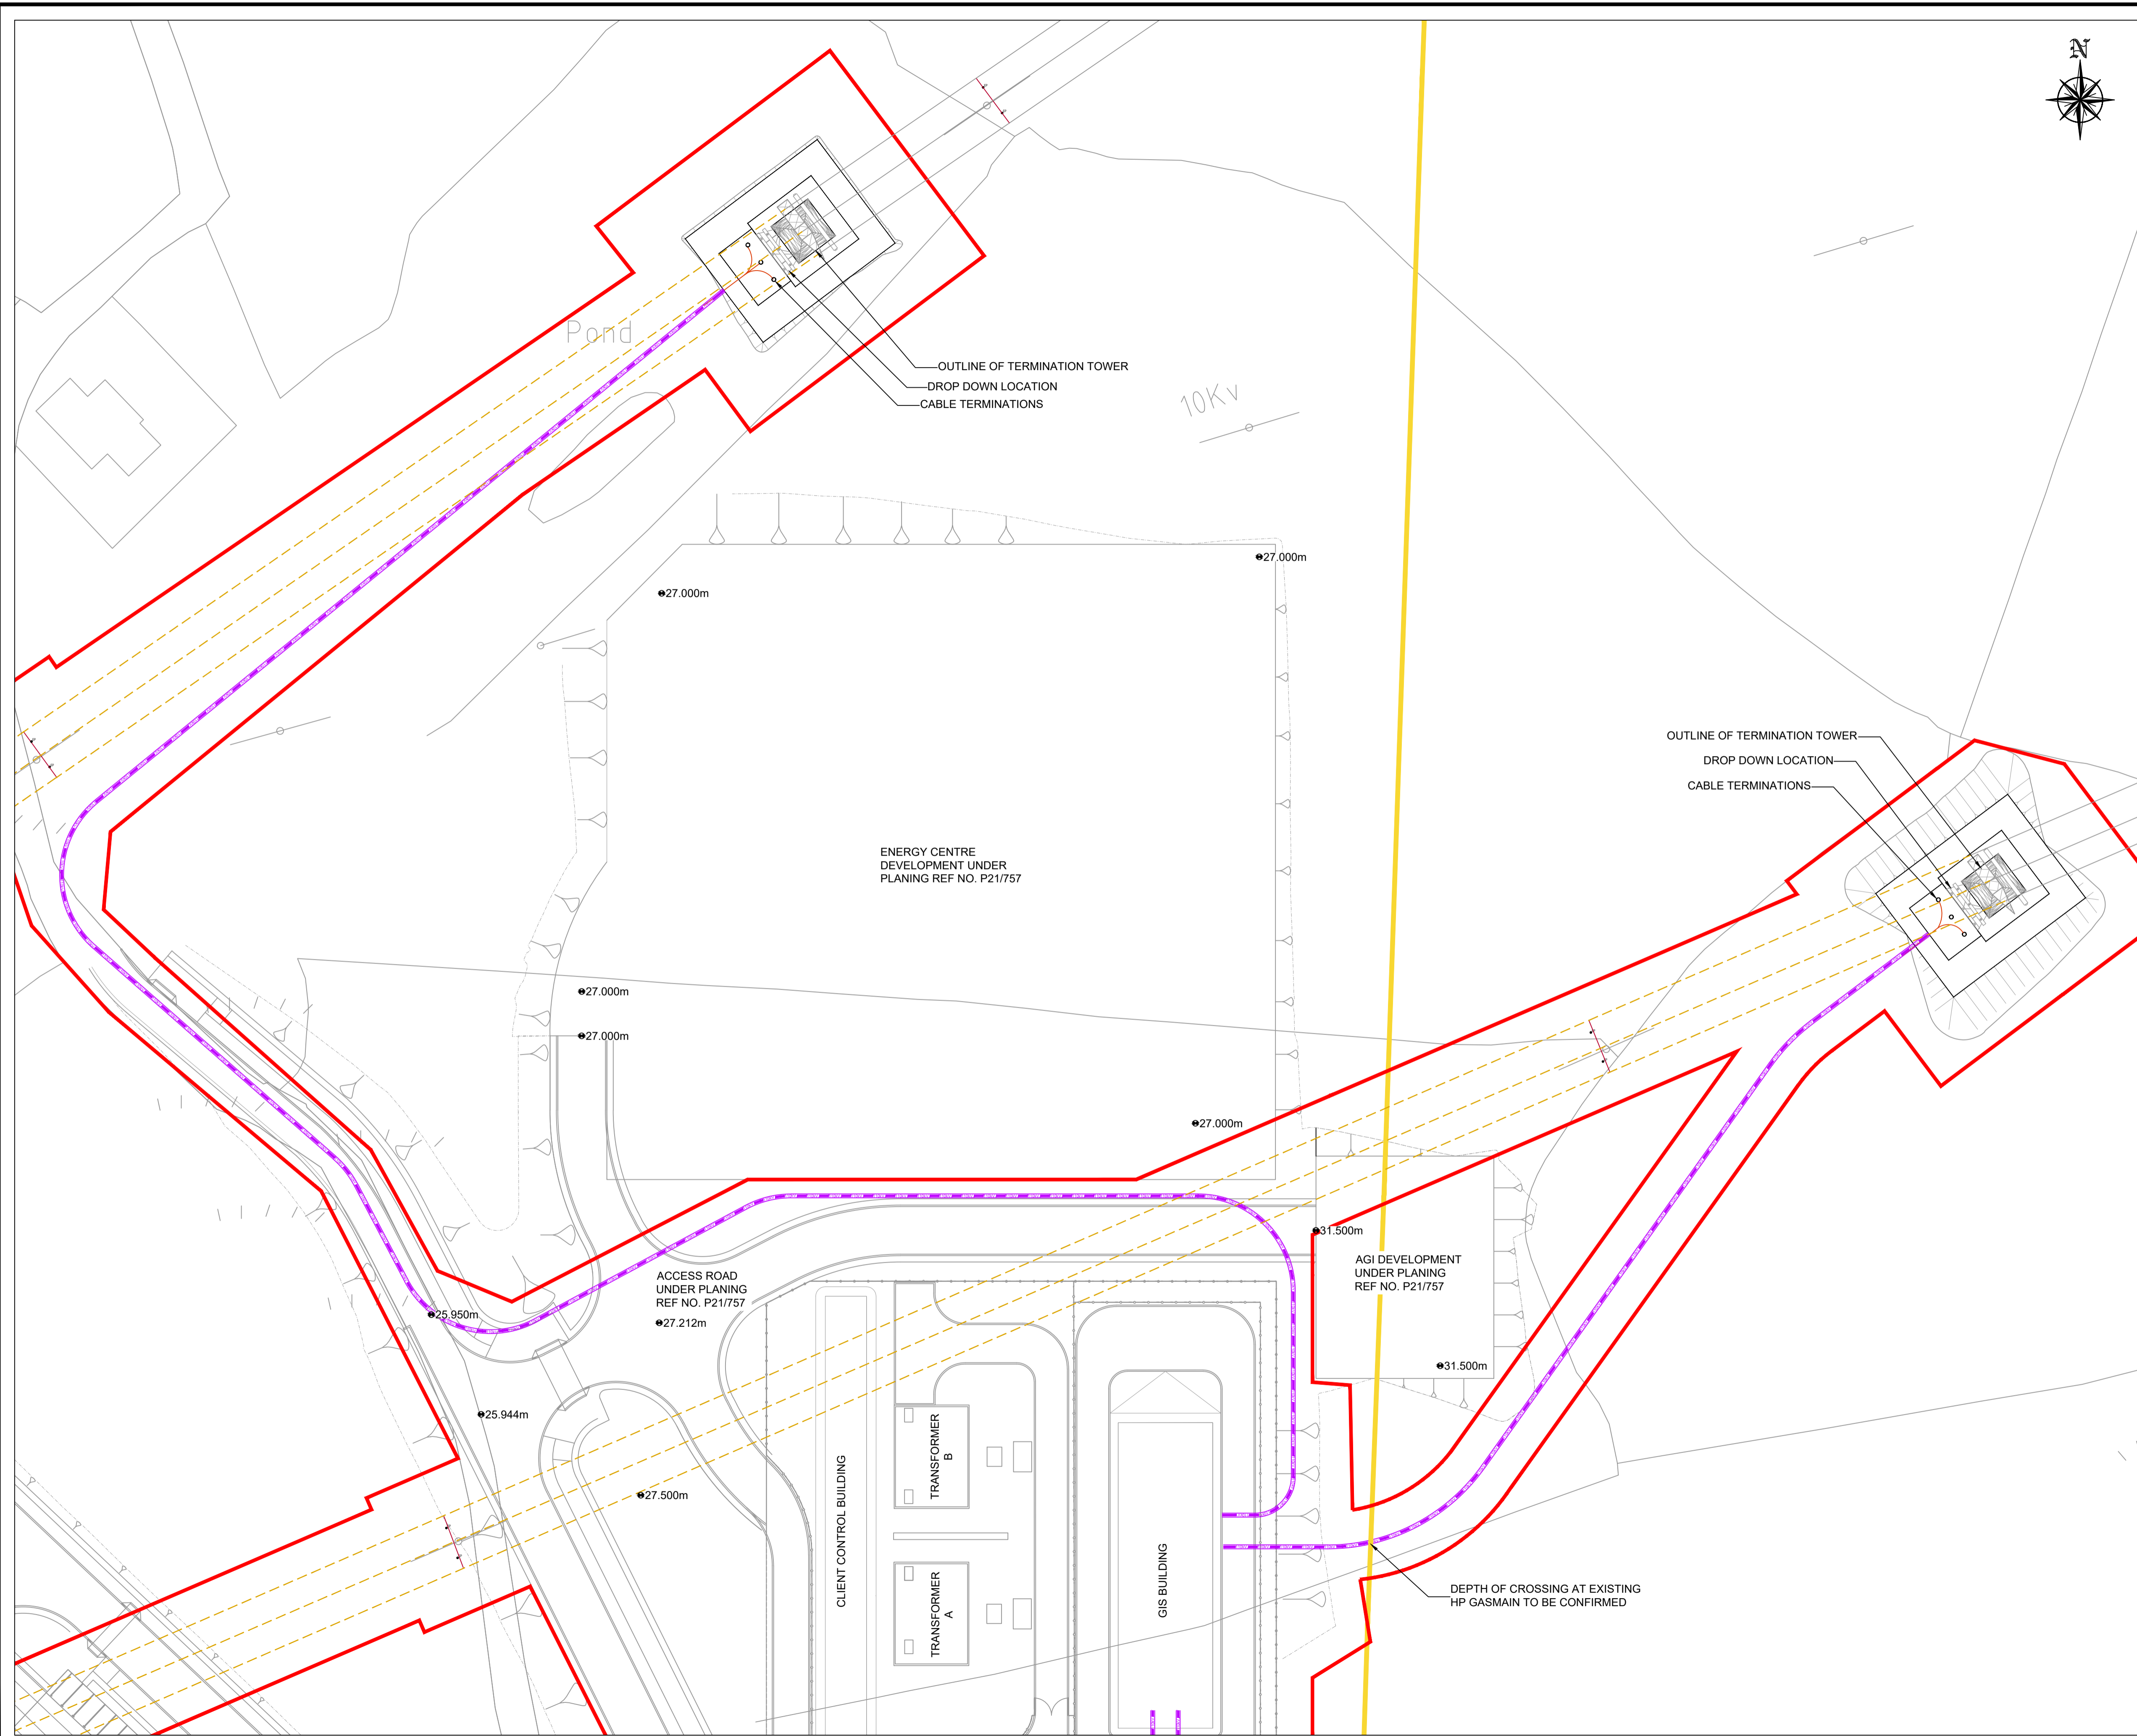 N
Pond
OUTLINE OF TERMINATION TOWER
DROP DOWN LOCATION
CABLE TERMINATIONS
10Kv
27.000m
27.000m
OUTLINE OF TERMINATION TOWER
DROP DOWN LOCATION
CABLE TERMINATIONS
ENERGY CENTRE
DEVELOPMENT UNDER
PLANING REF NO. P21/757
27.000m
27.000m
27.000m
31.500m
AGI DEVELOPMENT
UNDER PLANING
REF NO. P21/757
ACCESS ROAD
UNDER PLANING
REF NO. P21/757
25.950m
27.212m
31.500m
25.944m
27.500m
CLIENT CONTROL BUILDING
TRANSFORMER
B
TRANSFORMER
A
GIS BUILDING
DEPTH OF CROSSING AT EXISTING
HP GASMAIN TO BE CONFIRMED